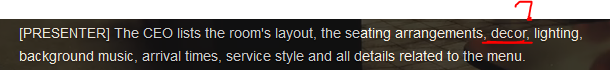 [PRESENTER] The CEO lists the room's layout, the seating arrangements, decor, lighting,
background music, arrival times, service style and all details related to the menu.